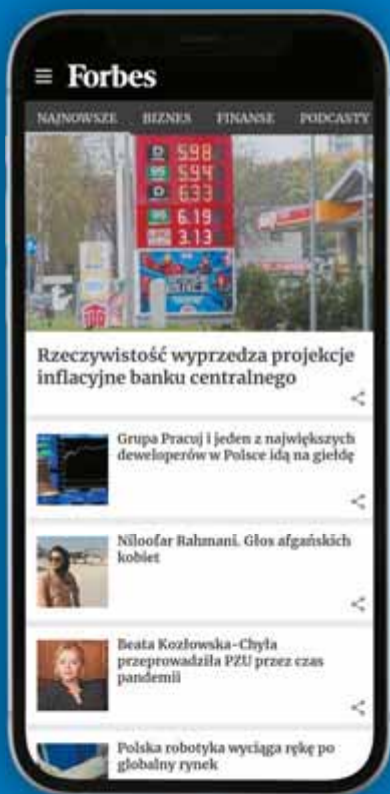 Forbes
NAJNOWSZE BIZNES FINANSE PODCASTY
D 5.98
95 5.94
D 6.33
95 6.19
3.13
Rzeczywistość wyprzedza projekcje
inflacyjne banku centralnego
Grupa Pracuj i jeden z największych
deweloperów w Polsce idą na giełdę
Niloofar Rahmani. Głos afgańskich
kobiet
Beata Kozłowska-Chyła
przeprowadziła PZU przez czas
pandemii
Polska robotyka wyciąga rękę po
globalny rynek